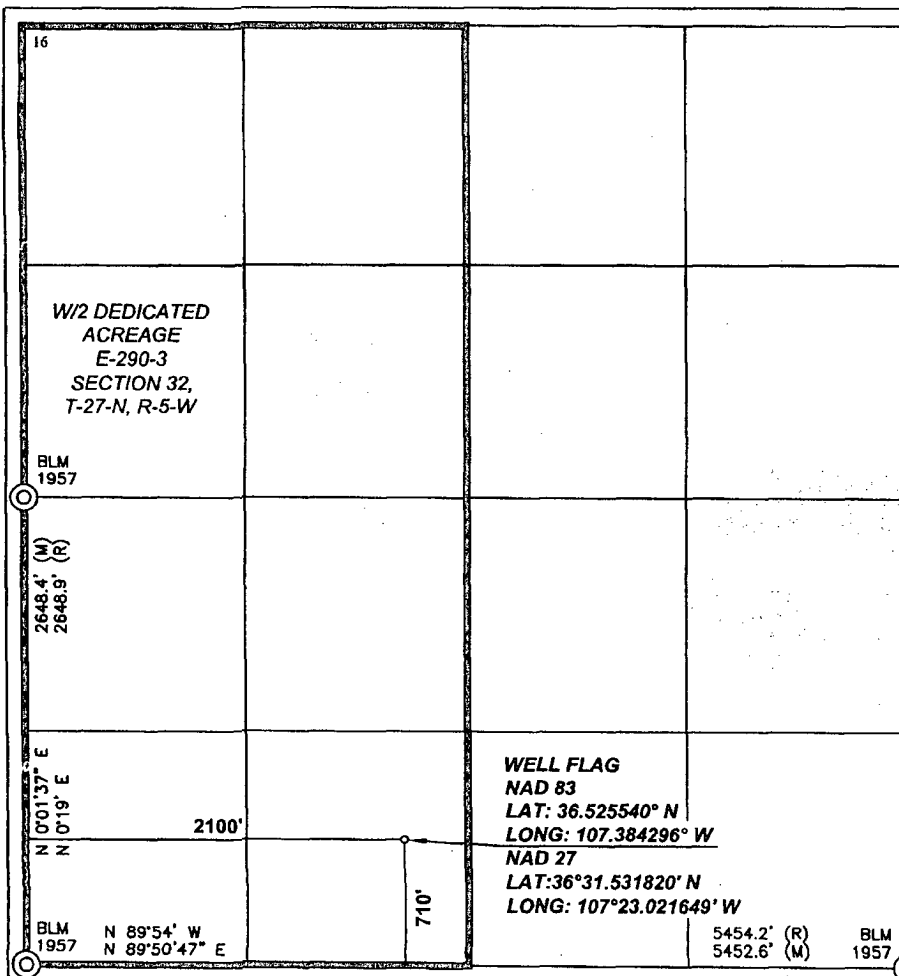 16
W/2 DEDICATED
ACREAGE
E-290-3
SECTION 32,
T-27-N, R-5-W
BLM
1957
2648.4' (M)
2648.9' (R)
N 0°01'37" E
N 0°19' E
2100'
710'
WELL FLAG
NAD 83
LAT: 36.525540° N
LONG: 107.384296° W
NAD 27
LAT:36°31.531820' N
LONG: 107°23.021649' W
BLM
1957
N 89°54' W
N 89°50'47" E
5454.2' (R)
5452.6' (M)
BLM
1957